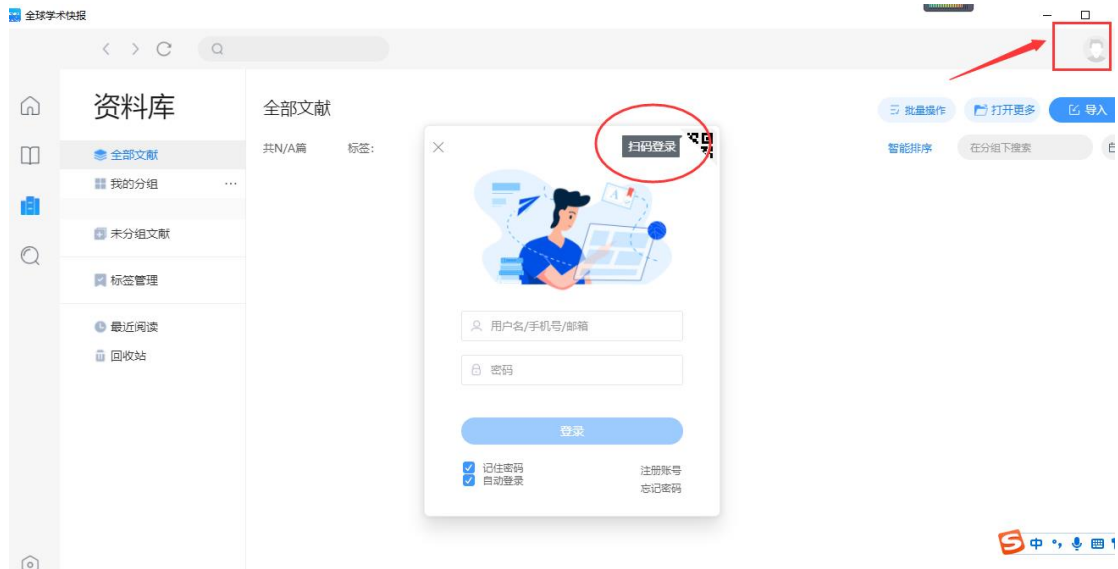 全球学术快报
资料库
全部文献
我的分组
未分组文献
标签管理
最近阅读
回收站
全部文献
批量操作
打开更多
导入
共N/A篇
标签:
智能排序
在分组下搜索
扫码登录
用户名/手机号/邮箱
密码
登录
记住密码
自动登录
注册账号
忘记密码
中